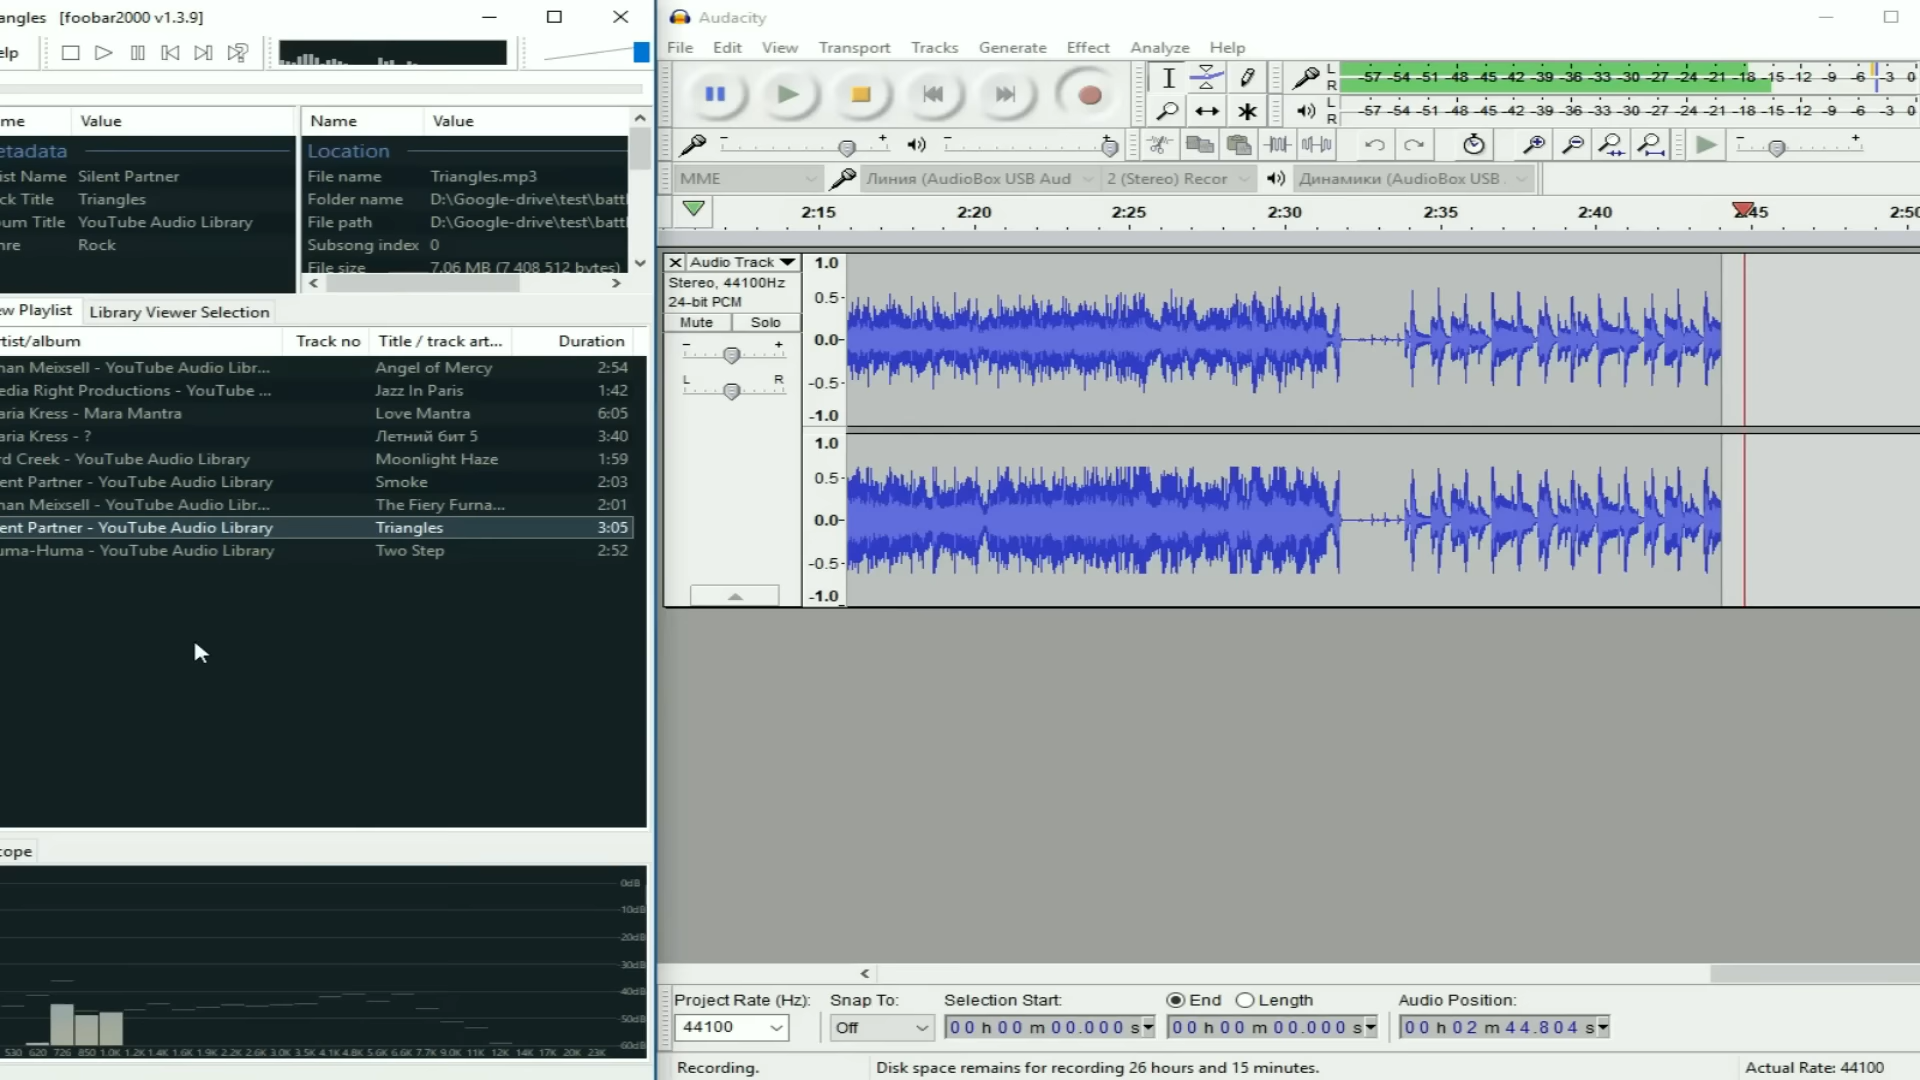 angles [foobar2000 v1.3.9]
elp
me Value
etadata
ist Name Silent Partner
ck Title Triangles
um Title YouTube Audio Library
nre Rock
Name Value
Location
File name Triangles.mp3
Folder name D:\Google-drive\test\battl
File path D:\Google-drive\test\battl
Subsong index 0
File size 7.06 MB (7 408 512 bytes)
ew Playlist Library Viewer Selection
rtist/album Track no Title / track art... Duration
nan Meixsell - YouTube Audio Libr... Angel of Mercy 2:54
edia Right Productions - YouTube ... Jazz In Paris 1:42
aria Kress - Mara Mantra Love Mantra 6:05
aria Kress - ? Летний бит 5 3:40
rd Creek - YouTube Audio Library Moonlight Haze 1:59
ent Partner - YouTube Audio Library Smoke 2:03
nan Meixsell - YouTube Audio Libr... The Fiery Furna... 2:01
ent Partner - YouTube Audio Library Triangles 3:05
uma-Huma - YouTube Audio Library Two Step 2:52
cope
0dB
-10dB
-20dB
-30dB
-40dB
-50dB
-60dB
530 620 726 850 1.0K 1.2K 1.4K 1.6K 1.9K 2.2K 2.6K 3.0K 3.5K 4.1K 4.8K 5.6K 6.6K 7.7K 9.0K 11K 12K 14K 17K 20K 23K
Audacity
File Edit View Transport Tracks Generate Effect Analyze Help
L R -57 -54 -51 -48 -45 -42 -39 -36 -33 -30 -27 -24 -21 -18 -15 -12 -9 -6 -3 0
L R -57 -54 -51 -48 -45 -42 -39 -36 -33 -30 -27 -24 -21 -18 -15 -12 -9 -6 -3 0
MME Линия (AudioBox USB Aud 2 (Stereo) Recor Динамики (AudioBox USB .
2:15 2:20 2:25 2:30 2:35 2:40 2:45 2:50
Audio Track
Stereo, 44100Hz
24-bit PCM
Mute Solo
- +
L R
1.0
0.5
0.0
-0.5
-1.0
1.0
0.5
0.0
-0.5
-1.0
Project Rate (Hz): Snap To: Selection Start: End Length Audio Position:
44100 Off 00 h 00 m 00.000 s 00 h 00 m 00.000 s 00 h 02 m 44.804 s
Recording. Disk space remains for recording 26 hours and 15 minutes. Actual Rate: 44100